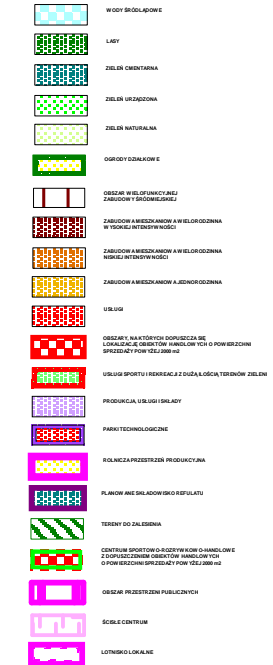 WODY ŚRÓDLĄDOWE
LASY
ZIELEŃ CMENTARNA
ZIELEŃ URZĄDZONA
ZIELEŃ NATURALNA
OGRODY DZIAŁKOWE
OBSZAR WIELOFUNKCYJNEJ
ZABUDOWY ŚRÓDMIEJSKIEJ
ZABUDOWA MIESZKANIOWA WIELORODZINNA
WYSOKIEJ INTENSYWNOŚCI
ZABUDOWA MIESZKANIOWA WIELORODZINNA
NISKIEJ INTENSYWNOŚCI
ZABUDOWA MIESZKANIOWA JEDNORODZINNA
USŁUGI
OBSZARY, NA KTÓRYCH DOPUSZCZA SIĘ
LOKALIZACJĘ OBIEKTÓW HANDLOWYCH O POWIERZCHNI
SPRZEDAŻY POWYŻEJ 2000 m2
USŁUGI SPORTU I REKREACJI Z DUŻĄ ILOŚCIĄ TERENÓW ZIELENI
PRODUKCJA, USŁUGI I SKŁADY
PARKI TECHNOLOGICZNE
ROLNICZA PRZESTRZEŃ PRODUKCYJNA
PLANOWANE SKŁADOWISKO REFULATU
TERENY DO ZALESIENIA
CENTRUM SPORTOWO-ROZRYWKOWO-HANDLOWE
Z DOPUSZCZENIEM OBIEKTÓW HANDLOWYCH
O POWIERZCHNI SPRZEDAŻY POWYŻEJ 2000 m2
OBSZAR PRZESTRZENI PUBLICZNYCH
ŚCISŁE CENTRUM
LOTNISKO LOKALNE